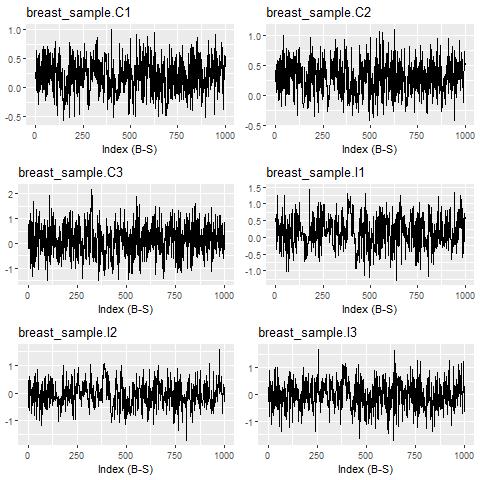 breast_sample.C1
1.0
0.5
0.0
-0.5
0 250 500 750 1000
Index (B-S)
breast_sample.C2
1.0
0.5
0.0
-0.5
0 250 500 750 1000
Index (B-S)
breast_sample.C3
2
1
0
-1
0 250 500 750 1000
Index (B-S)
breast_sample.I1
1.5
1.0
0.5
0.0
-0.5
-1.0
0 250 500 750 1000
Index (B-S)
breast_sample.I2
1
0
-1
0 250 500 750 1000
Index (B-S)
breast_sample.I3
1
0
-1
0 250 500 750 1000
Index (B-S)